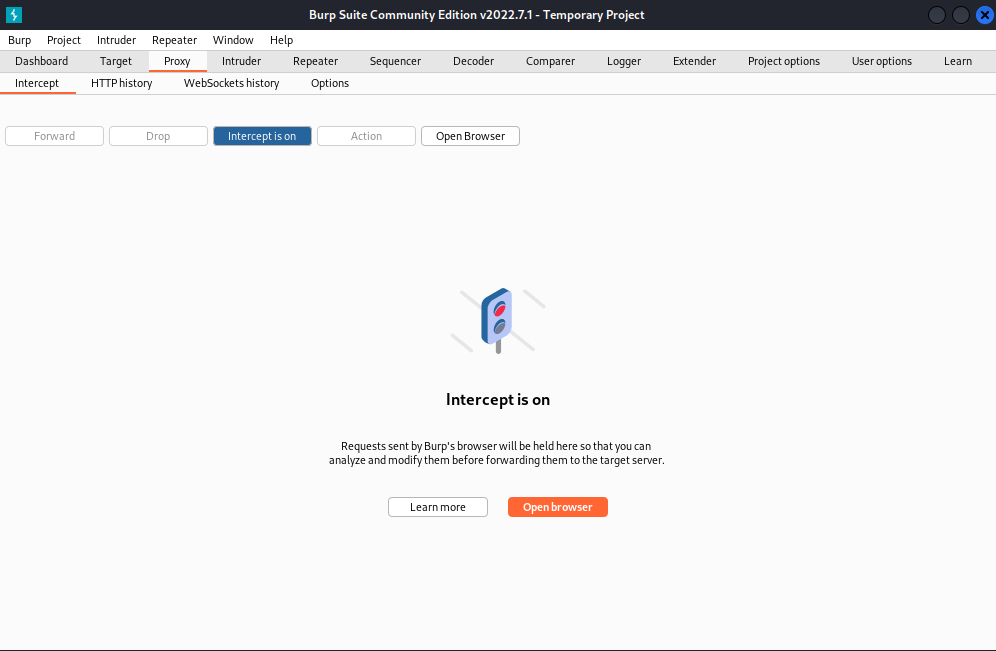 Burp Suite Community Edition v2022.7.1 - Temporary Project
Burp Project Intruder Repeater Window Help
Dashboard Target Proxy Intruder Repeater Sequencer Decoder Comparer Logger Extender Project options User options Learn
Intercept HTTP history WebSockets history Options
Forward Drop Intercept is on Action Open Browser
Intercept is on
Requests sent by Burp's browser will be held here so that you can
analyze and modify them before forwarding them to the target server.
Learn more Open browser